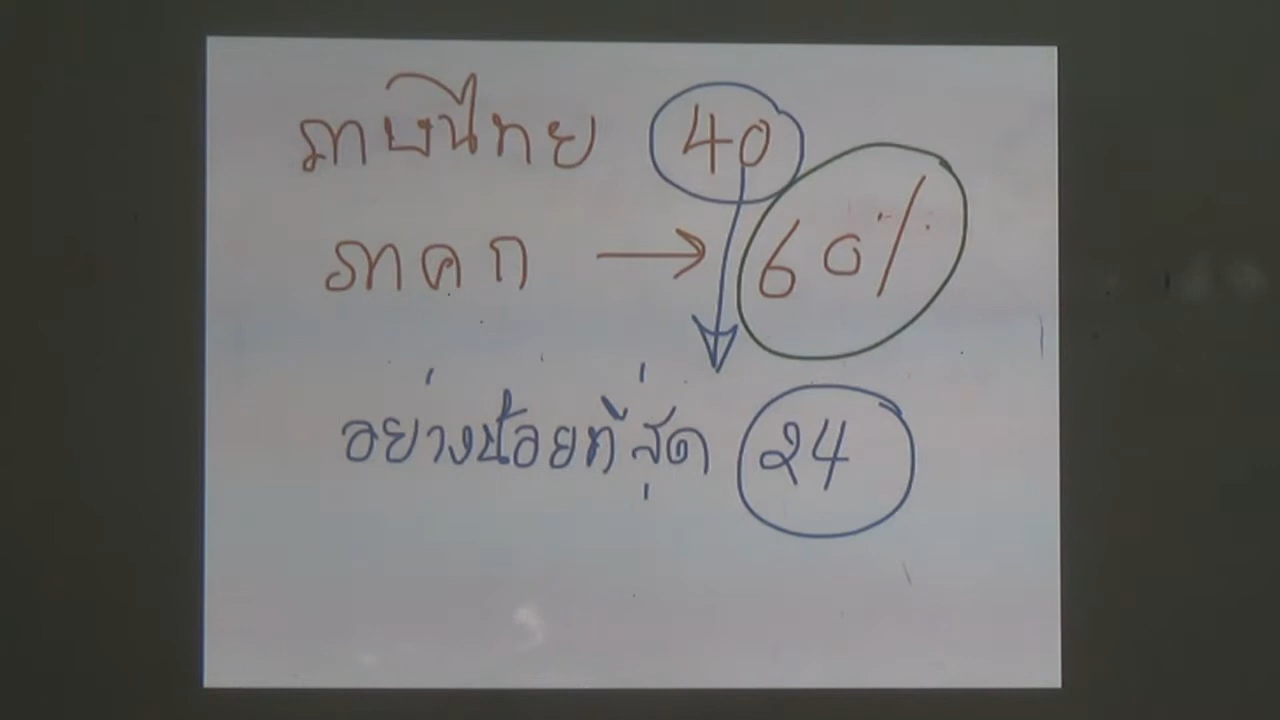 ภาษีไทย 40
ภาค ก → 60%
อย่างน้อยที่สุด 24